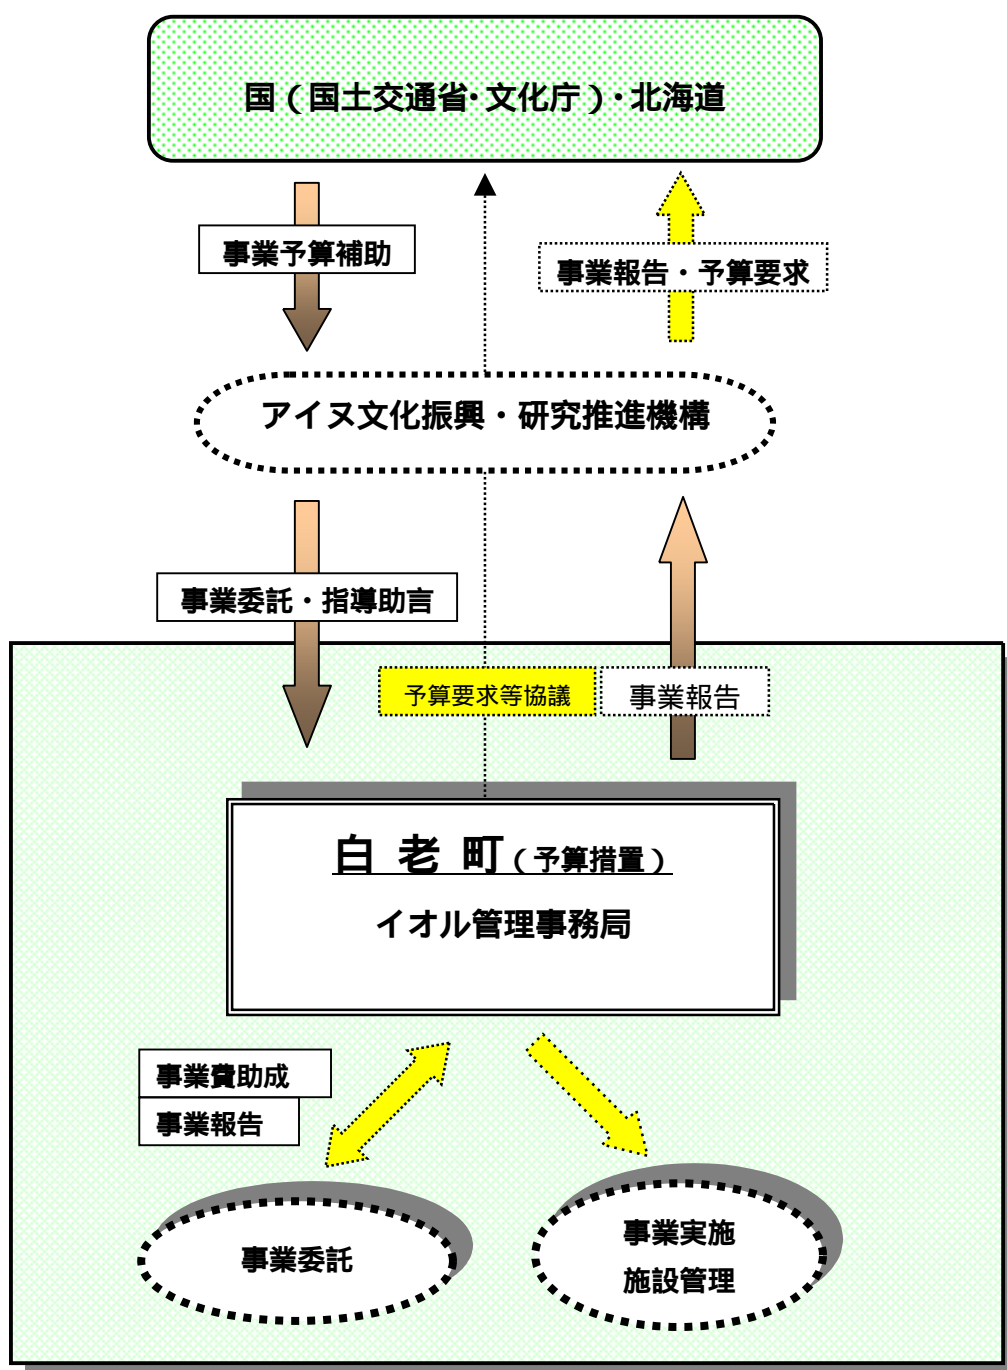 国（国土交通省・文化庁）・北海道
事業予算補助
事業報告・予算要求
アイヌ文化振興・研究推進機構
事業委託・指導助言
予算要求等協議
事業報告
白老町（予算措置）
イオル管理事務局
事業費助成
事業報告
事業委託
事業実施
施設管理